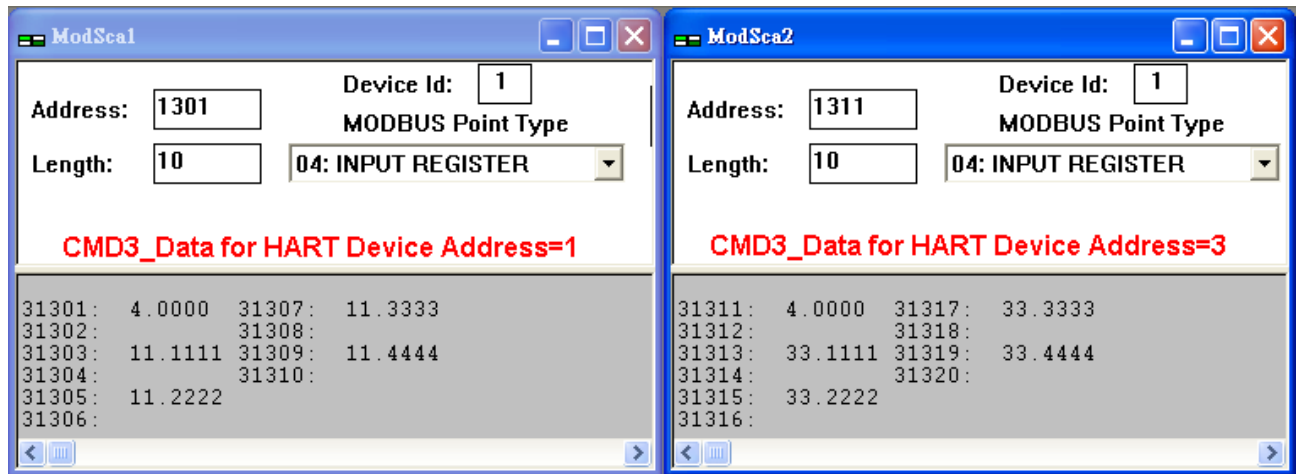 ModSca1
Device Id: 1
Address: 1301
MODBUS Point Type
Length: 10
04: INPUT REGISTER
CMD3_Data for HART Device Address=1
31301: 4.0000 31307: 11.3333
31302: 31308:
31303: 11.1111 31309: 11.4444
31304: 31310:
31305: 11.2222
31306:
ModSca2
Device Id: 1
Address: 1311
MODBUS Point Type
Length: 10
04: INPUT REGISTER
CMD3_Data for HART Device Address=3
31311: 4.0000 31317: 33.3333
31312: 31318:
31313: 33.1111 31319: 33.4444
31314: 31320:
31315: 33.2222
31316: